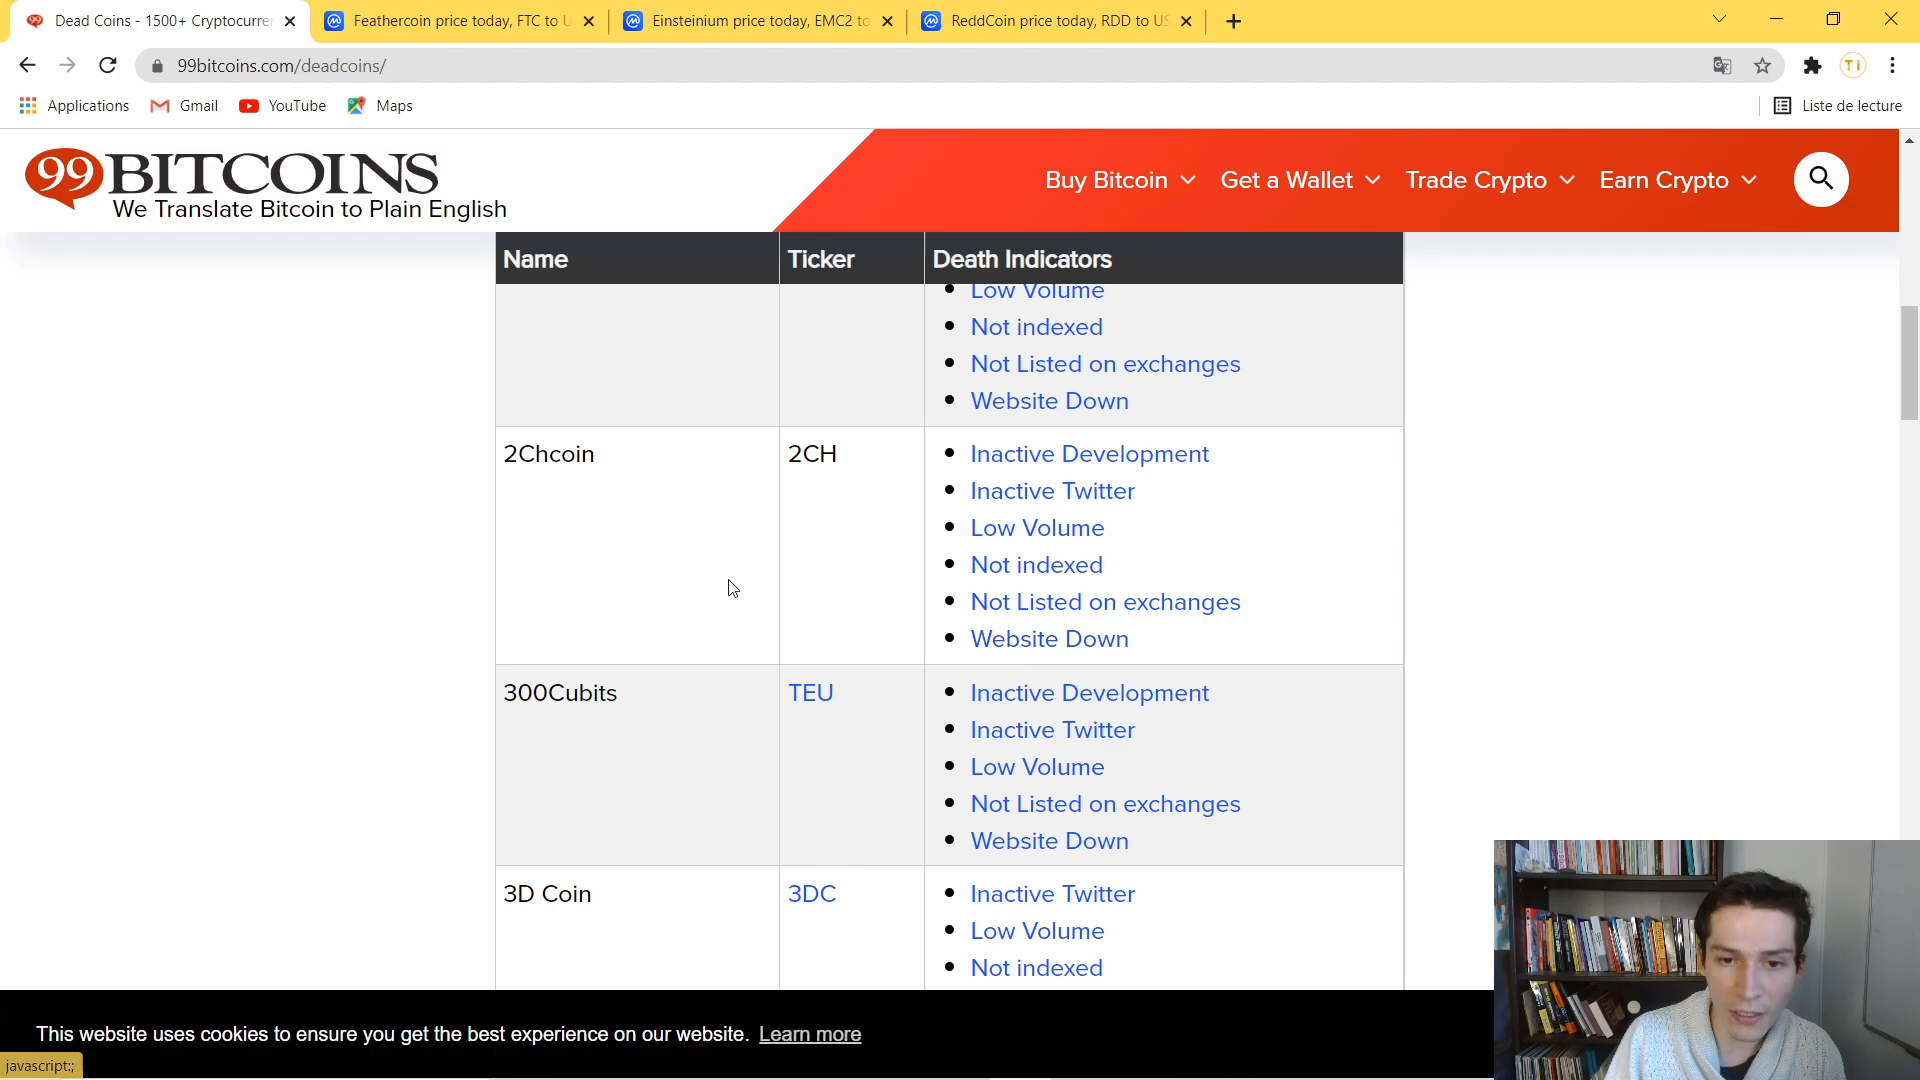 Dead Coins - 1500+ Cryptocurre
Feathercoin price today, FTC to U
Einsteinium price today, EMC2 to
ReddCoin price today, RDD to US
99bitcoins.com/deadcoins/
TI
Applications
Gmail
YouTube
Maps
Liste de lecture
99BITCOINS
We Translate Bitcoin to Plain English
Buy Bitcoin
Get a Wallet
Trade Crypto
Earn Crypto
Name Ticker Death Indicators
Low Volume
Not indexed
Not Listed on exchanges
Website Down
2Chcoin 2CH Inactive Development
Inactive Twitter
Low Volume
Not indexed
Not Listed on exchanges
Website Down
300Cubits TEU Inactive Development
Inactive Twitter
Low Volume
Not Listed on exchanges
Website Down
3D Coin 3DC Inactive Twitter
Low Volume
Not indexed
This website uses cookies to ensure you get the best experience on our website. Learn more
javascript:;